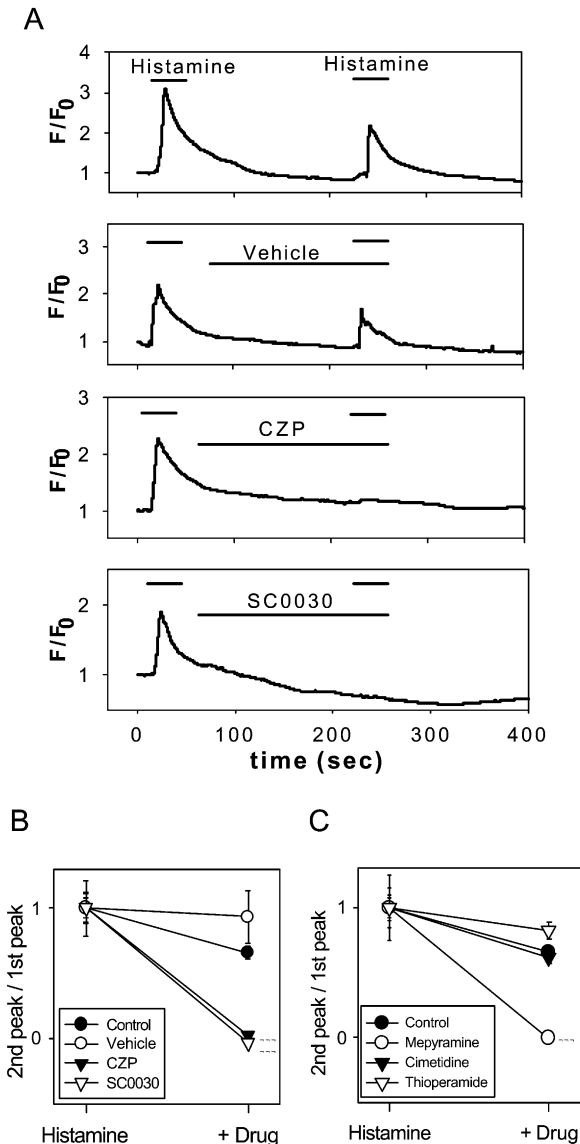 A
4
3
2
1
F/F0
Histamine
Histamine
3
2
1
F/F0
Vehicle
3
2
1
F/F0
CZP
2
1
F/F0
SC0030
0
100
200
300
400
time (sec)
B
2nd peak / 1st peak
1
0
Control
Vehicle
CZP
SC0030
Histamine
+ Drug
C
2nd peak / 1st peak
1
0
Control
Mepyramine
Cimetidine
Thioperamide
Histamine
+ Drug